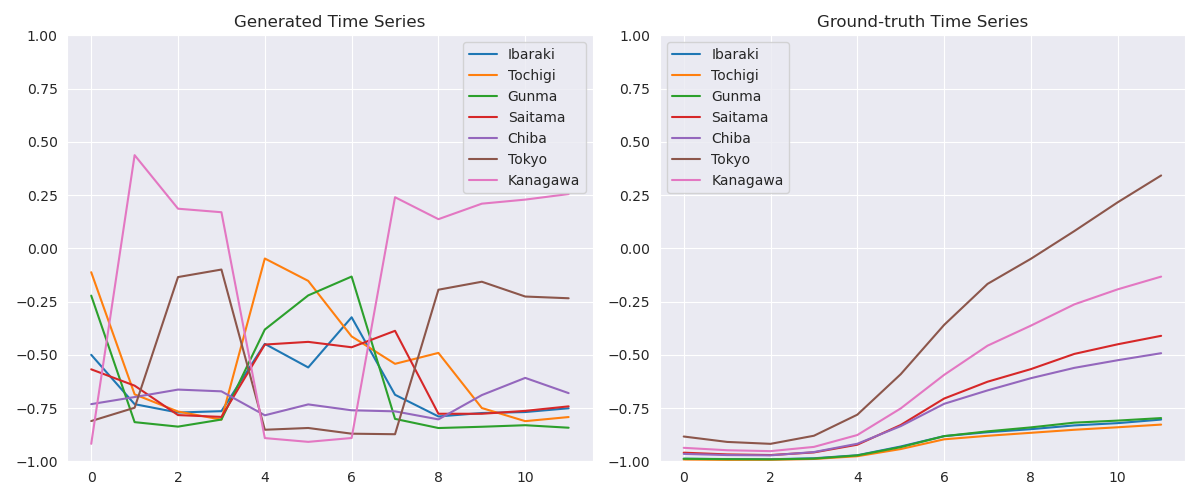 Generated Time Series
1.00
0.75
0.50
0.25
0.00
−0.25
−0.50
−0.75
−1.00
0 2 4 6 8 10
Ibaraki
Tochigi
Gunma
Saitama
Chiba
Tokyo
Kanagawa
Ground-truth Time Series
1.00
0.75
0.50
0.25
0.00
−0.25
−0.50
−0.75
−1.00
0 2 4 6 8 10
Ibaraki
Tochigi
Gunma
Saitama
Chiba
Tokyo
Kanagawa